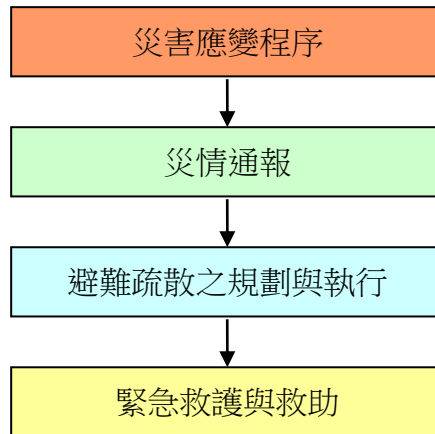 災害應變程序
災情通報
避難疏散之規劃與執行
緊急救護與救助